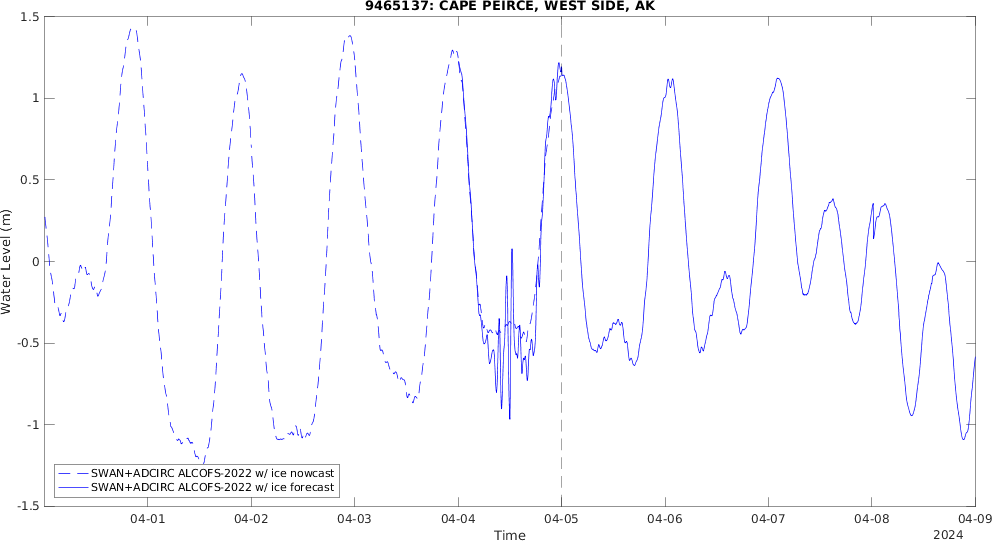 9465137: CAPE PEIRCE, WEST SIDE, AK
1.5
1
0.5
0
-0.5
-1
-1.5
Water Level (m)
SWAN+ADCIRC ALCOFS-2022 w/ ice nowcast
SWAN+ADCIRC ALCOFS-2022 w/ ice forecast
04-01 04-02 04-03 04-04 04-05 04-06 04-07 04-08 04-09
Time
2024